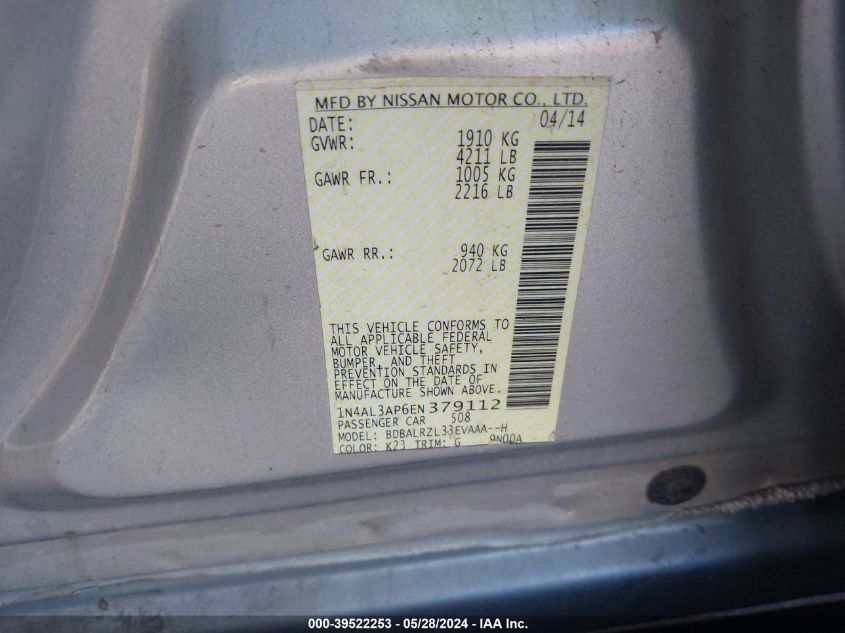 MFD BY NISSAN MOTOR CO., LTD.
DATE: 04/14
GVWR: 1910 KG
4211 LB
GAWR FR.: 1005 KG
2216 LB
GAWR RR.: 940 KG
2072 LB
THIS VEHICLE CONFORMS TO
ALL APPLICABLE FEDERAL
MOTOR VEHICLE SAFETY,
BUMPER, AND THEFT
PREVENTION STANDARDS IN
EFFECT ON THE DATE OF
MANUFACTURE SHOWN ABOVE.
1N4AL3AP6EN379112
PASSENGER CAR 508
MODEL: BDBALRZL33EVAAA--H
COLOR: K23 TRIM: G 9N00A
000-39522253 - 05/28/2024 - IAA Inc.